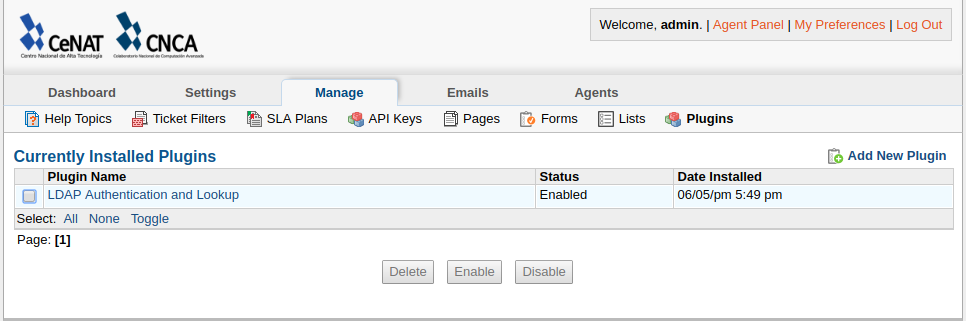 CeNAT
Centro Nacional de Alta Tecnología
CNCA
Colaboratorio Nacional de Computación Avanzada
Welcome, admin. | Agent Panel | My Preferences | Log Out
Dashboard Settings Manage Emails Agents
Help Topics Ticket Filters SLA Plans API Keys Pages Forms Lists Plugins
Currently Installed Plugins Add New Plugin
Plugin Name Status Date Installed
LDAP Authentication and Lookup Enabled 06/05/pm 5:49 pm
Select: All None Toggle
Page: [1]
Delete Enable Disable